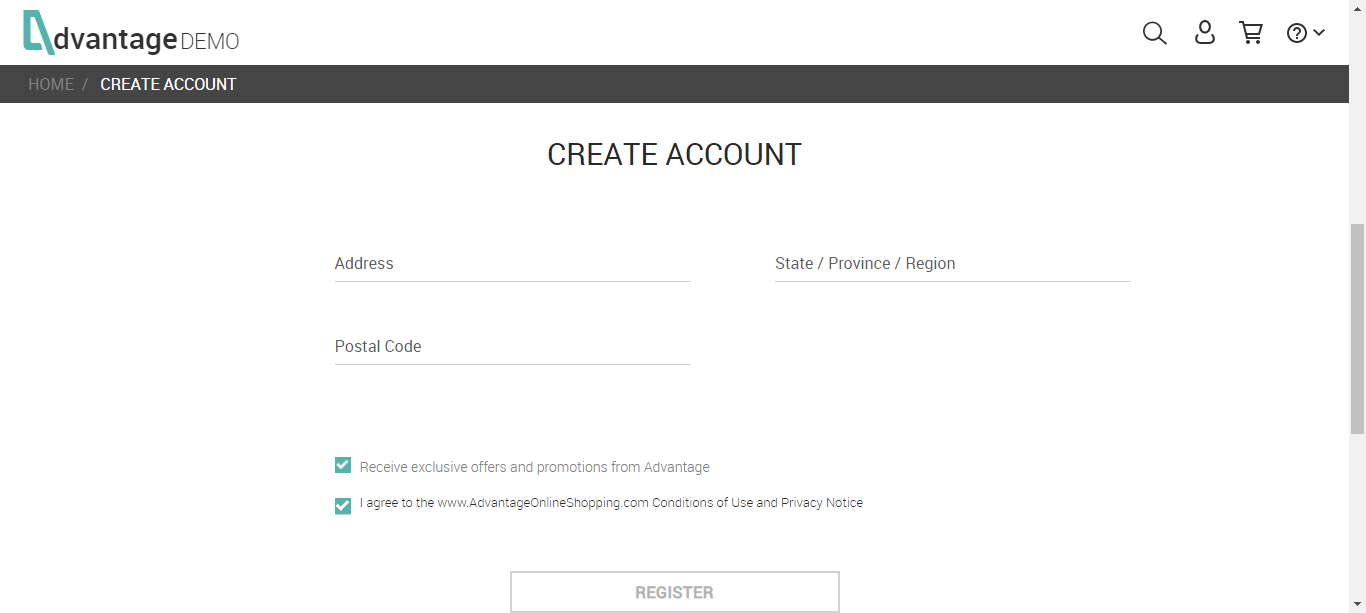 dvantage DEMO
HOME / CREATE ACCOUNT
CREATE ACCOUNT
Address
State / Province / Region
Postal Code
Receive exclusive offers and promotions from Advantage
I agree to the www.AdvantageOnlineShopping.com Conditions of Use and Privacy Notice
REGISTER